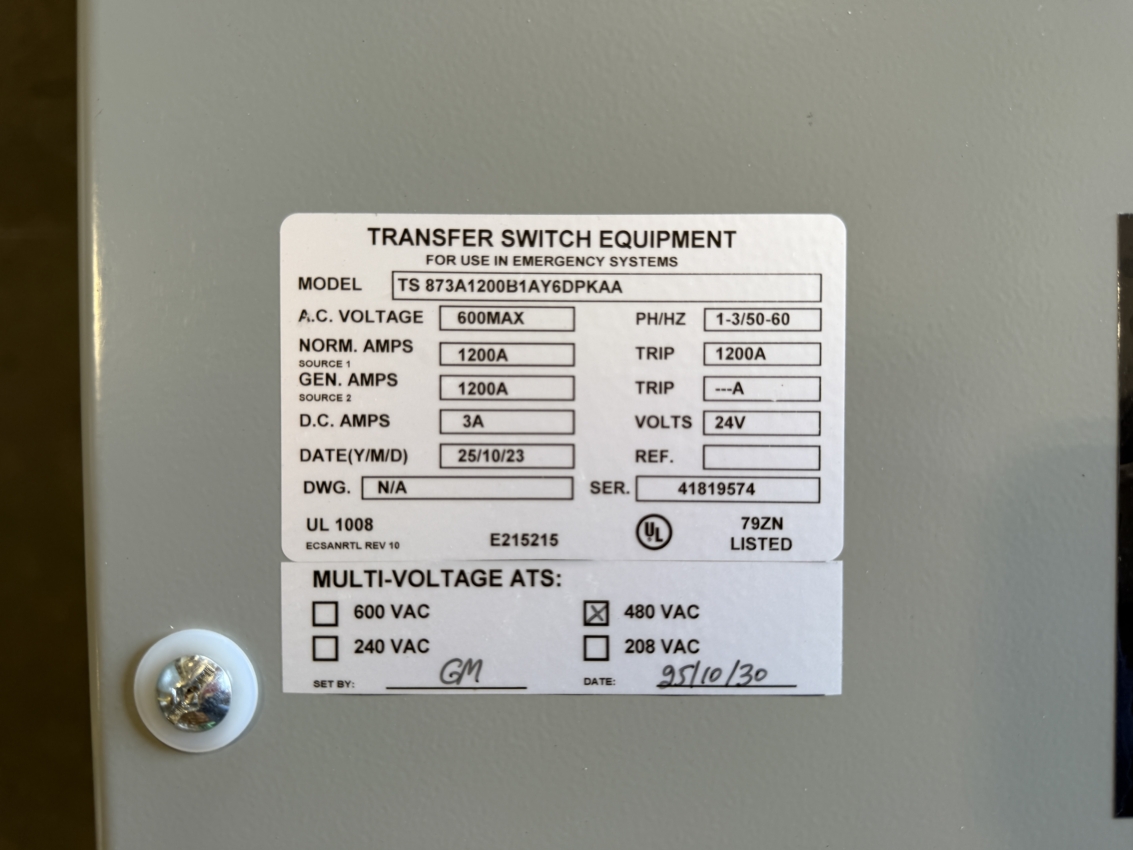 TRANSFER SWITCH EQUIPMENT
FOR USE IN EMERGENCY SYSTEMS
MODEL TS 873A1200B1AY6DPKAA
A.C. VOLTAGE 600MAX PH/HZ 1-3/50-60
NORM. AMPS 1200A TRIP 1200A
SOURCE 1
GEN. AMPS 1200A TRIP ---A
SOURCE 2
D.C. AMPS 3A VOLTS 24V
DATE(Y/M/D) 25/10/23 REF.
DWG. N/A SER. 41819574
UL 1008 E215215 UL 79ZN
ECSANRTL REV 10 LISTED
MULTI-VOLTAGE ATS:
600 VAC 480 VAC
240 VAC 208 VAC
SET BY: GM DATE: 25/10/30